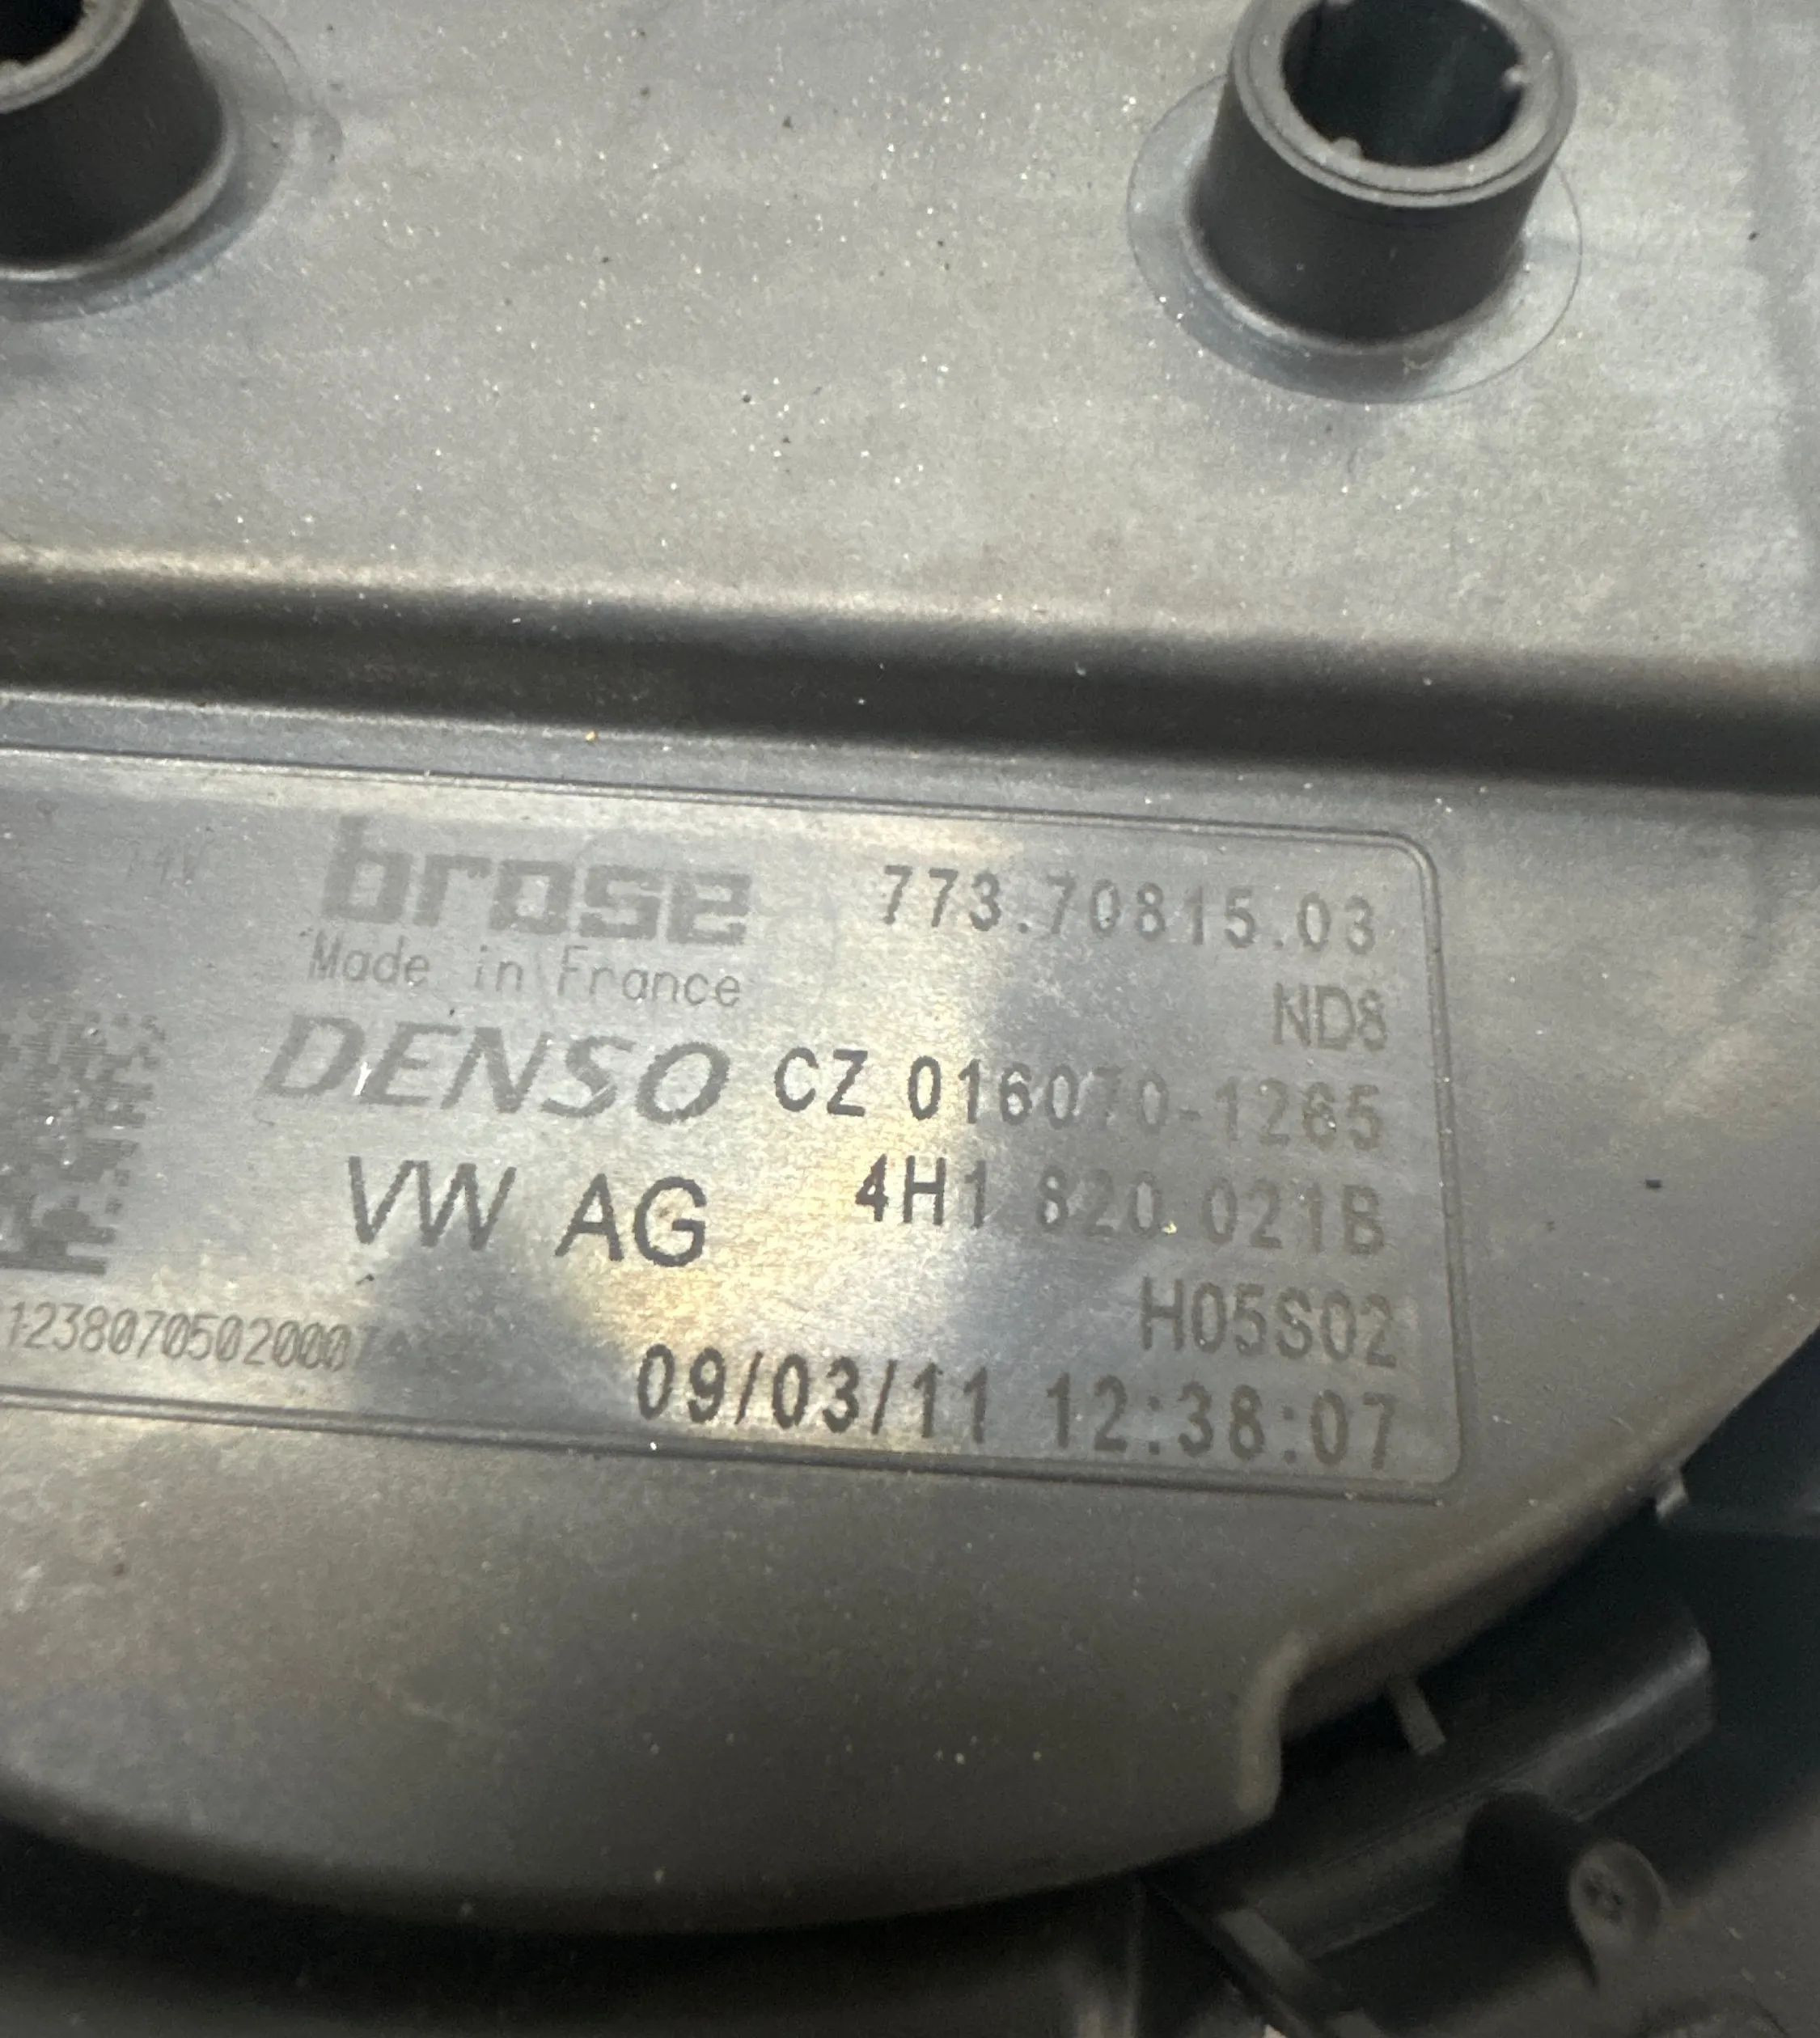 brose 773.70815.03
Made in France ND8
DENSO CZ 016070-1265
VW AG 4H1 820 021B
H05S02
1238070502000
09/03/11 12:38:07